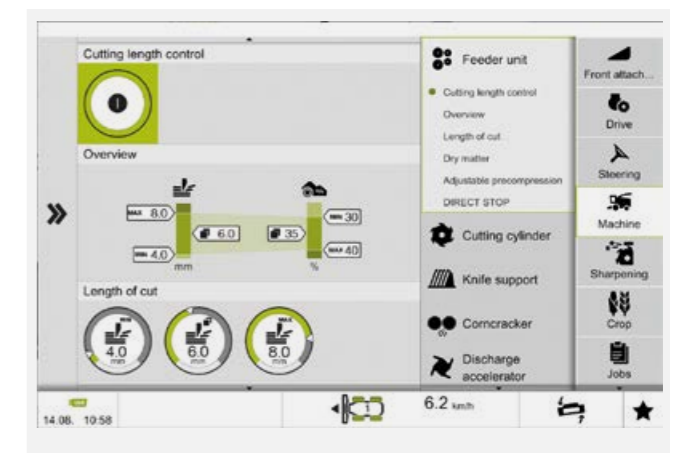 Cutting length control
Overview
MAX 8.0
6.0
MIN 4.0
mm
35
MIN 30
MAX 40
%
Length of cut
MIN
4.0
mm
6.0
mm
MAX
8.0
mm
Feeder unit
Cutting length control
Overview
Length of cut
Dry matter
Adjustable precompression
DIRECT STOP
Cutting cylinder
Knife support
Corncracker
Discharge
accelerator
Front attach...
Drive
Steering
Machine
Sharpening
Crop
Jobs
14.08. 10:58
1
6.2 km/h